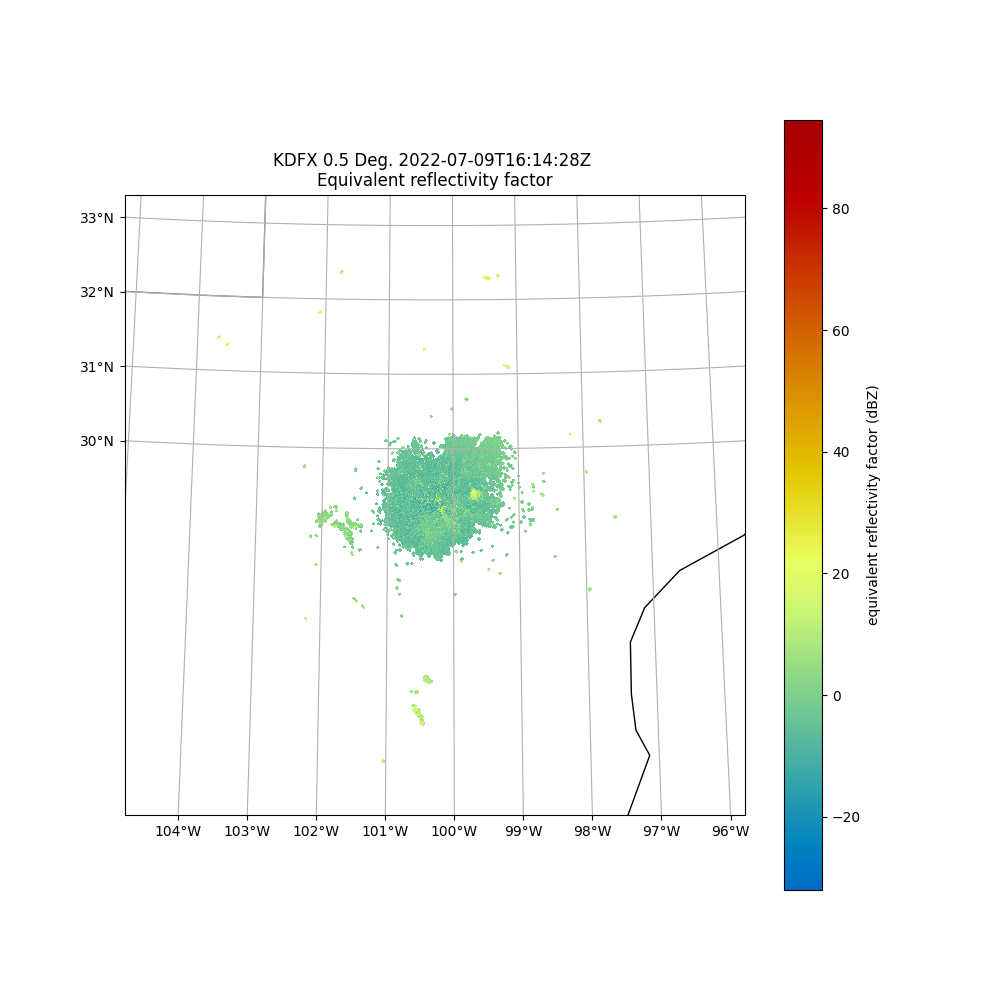 KDFX 0.5 Deg. 2022-07-09T16:14:28Z
Equivalent reflectivity factor
33°N
32°N
31°N
30°N
104°W 103°W 102°W 101°W 100°W 99°W 98°W 97°W 96°W
80
60
40
20
0
−20
equivalent reflectivity factor (dBZ)